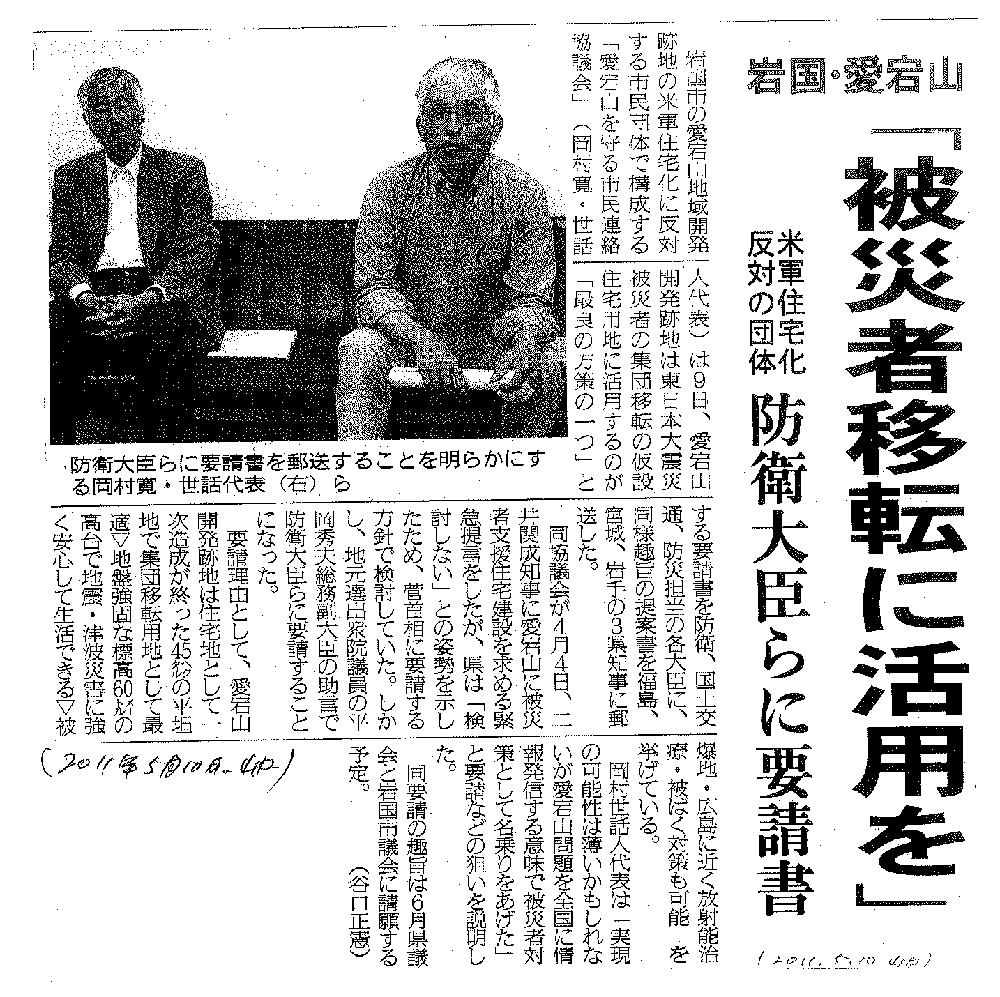 岩国・愛宕山
「被災者移転に活用を」
米軍住宅化
反対の団体
防衛大臣らに要請書
岩国市の愛宕山地域開発
跡地の米軍住宅化に反対
する市民団体で構成する
「愛宕山を守る市民連絡
協議会」（岡村寛・世話
人代表）は9日、愛宕山
開発跡地は東日本大震災
被災者の集団移転の仮設
住宅用地に活用するのが
「最良の方策の一つ」と
する要請書を防衛、国土交
通、防災担当の各大臣に、
同様趣旨の提案書を福島、
宮城、岩手の3県知事に郵
送した。
同協議会が4月4日、二
井関成知事に愛宕山に被災
者支援住宅建設を求める緊
急提言をしたが、県は「検
討しない」との姿勢を示し
たため、菅首相に要請する
方針で検討していた。しか
し、地元選出衆院議員の平
岡秀夫総務副大臣の助言で
防衛大臣らに要請すること
になった。
要請理由として、愛宕山
開発跡地は住宅地として一
次造成が終った45㌶の平坦
地で集団移転用地として最
適▽地盤強固な標高60㍍の
高台で地震・津波災害に強
く安心して生活できる▽被
爆地・広島に近く放射能治
療・被ばく対策も可能―を
挙げている。
岡村世話人代表は「実現
の可能性は薄いかもしれな
いが愛宕山問題を全国に情
報発信する意味で被災者対
策として名乗りをあげた」
と要請などの狙いを説明し
た。
同要請の趣旨は6月県議
会と岩国市議会に請願する
予定。
（谷口正憲）
防衛大臣らに要請書を郵送することを明らかにす
る岡村寛・世話代表（右）ら
(2011年5月10日
(2011.5.10